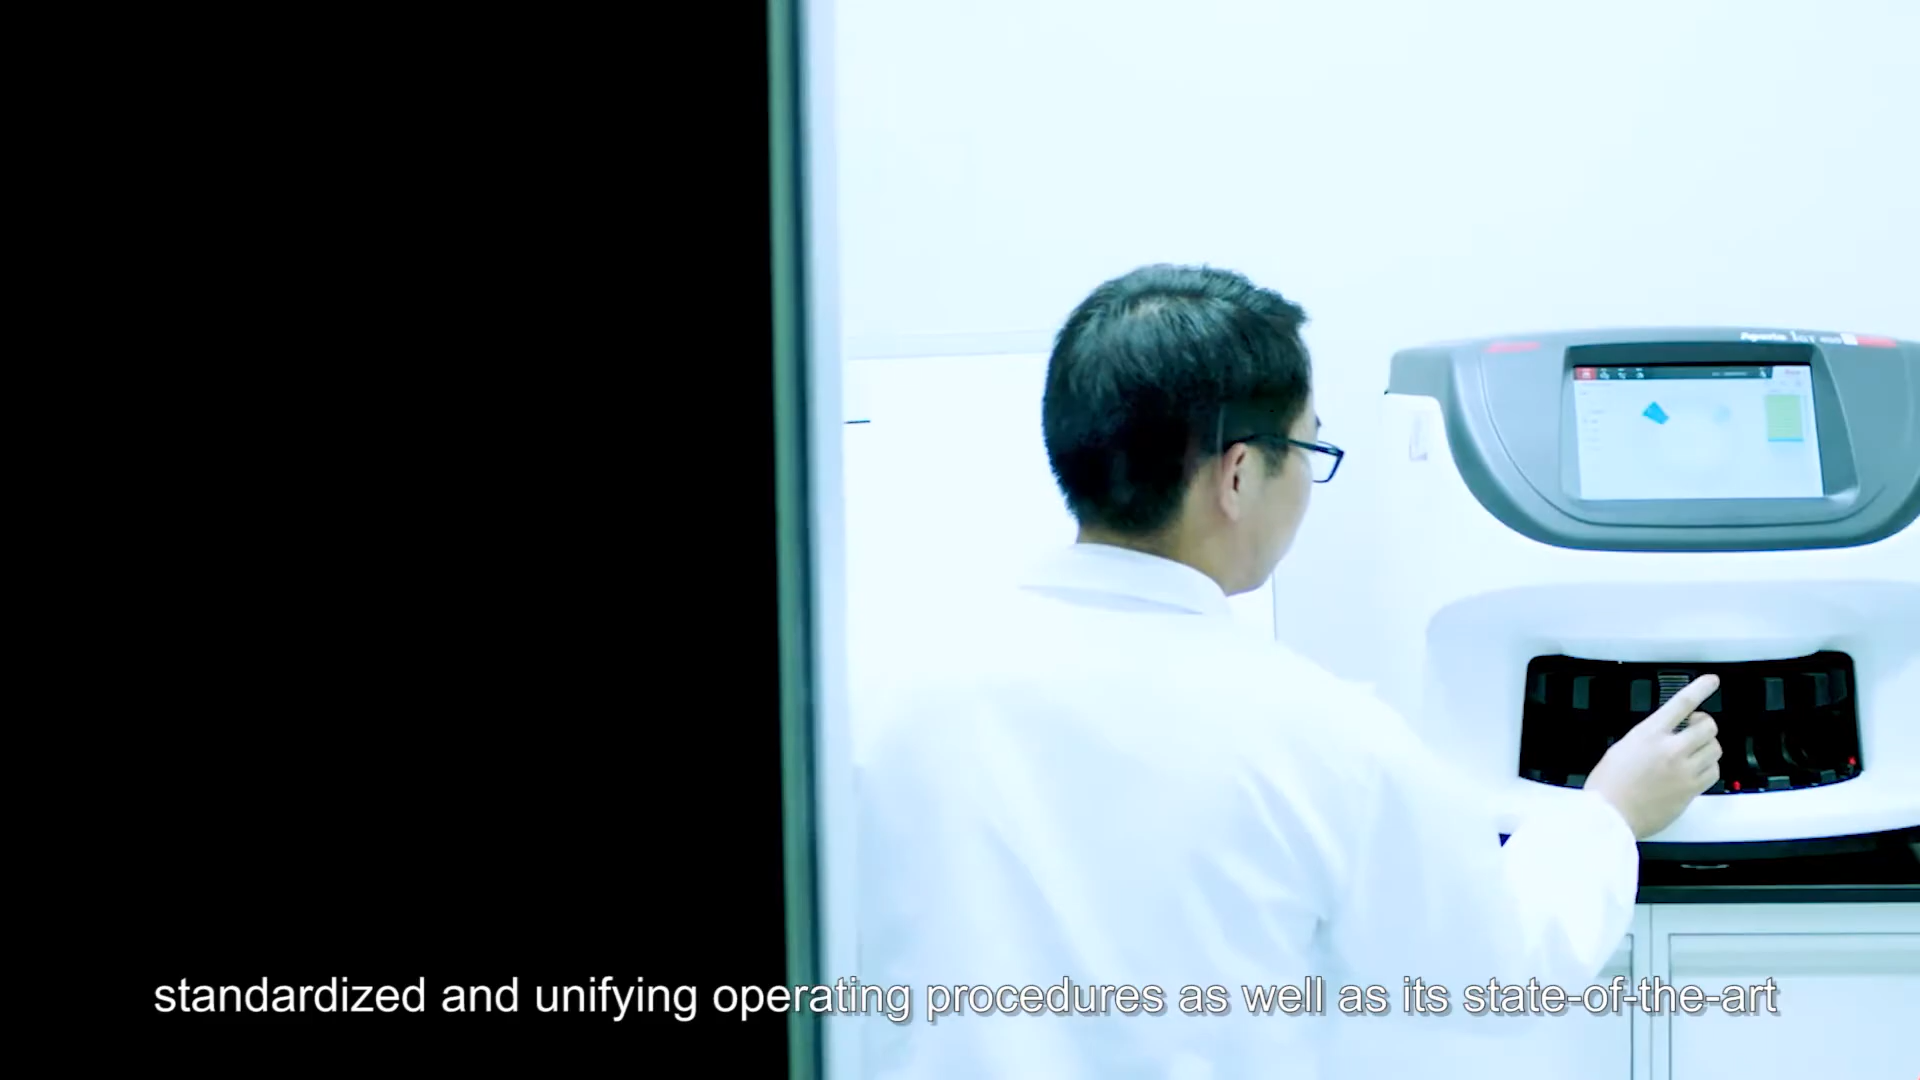 standardized and unifying operating procedures as well as its state-of-the-art